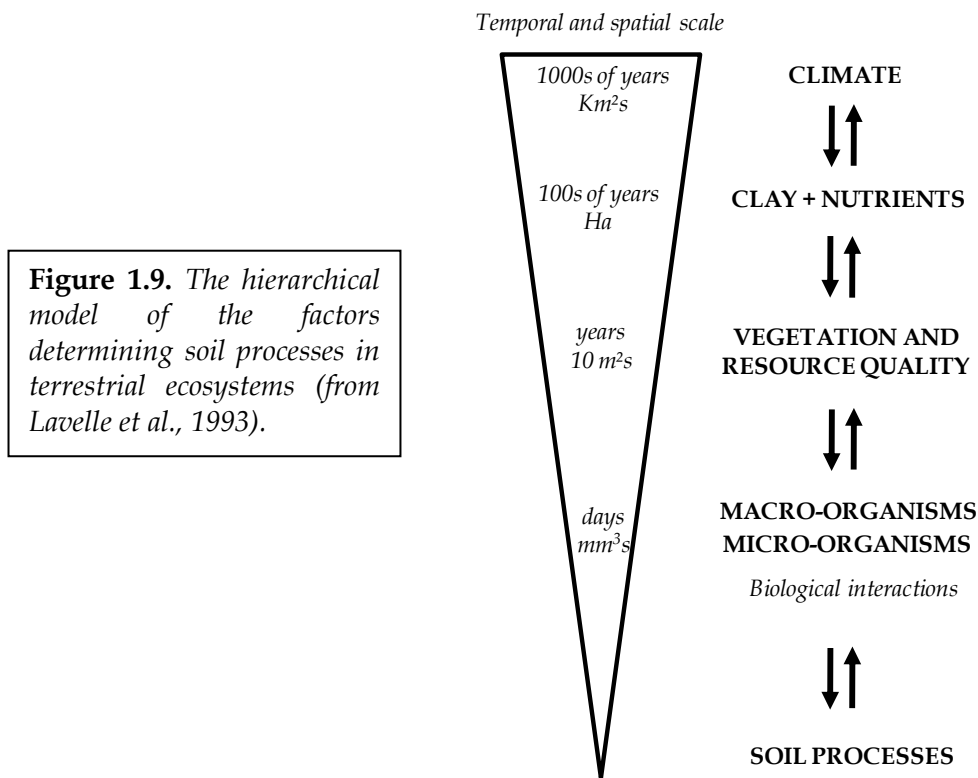 Temporal and spatial scale
1000s of years
Km²s
CLIMATE
100s of years
Ha
CLAY + NUTRIENTS
Figure 1.9. The hierarchical
model of the factors
determining soil processes in
terrestrial ecosystems (from
Lavelle et al., 1993).
years
10 m²s
VEGETATION AND
RESOURCE QUALITY
days
mm³s
MACRO-ORGANISMS
MICRO-ORGANISMS
Biological interactions
SOIL PROCESSES